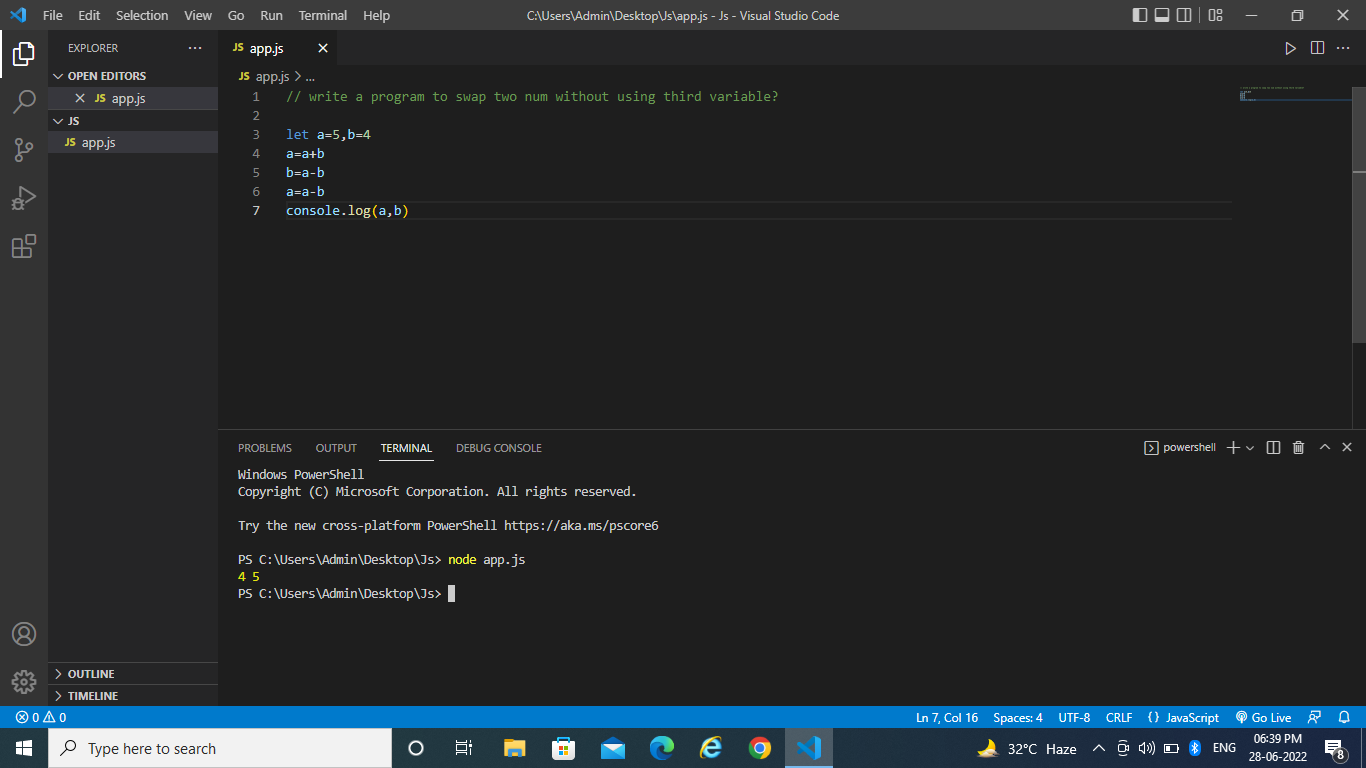 File Edit Selection View Go Run Terminal Help
C:\Users\Admin\Desktop\Js\app.js - Js - Visual Studio Code
EXPLORER
OPEN EDITORS
JS app.js
JS
JS app.js
OUTLINE
TIMELINE
JS app.js
JS app.js > ...
1 // write a program to swap two num without using third variable?
2
3 let a=5,b=4
4 a=a+b
5 b=a-b
6 a=a-b
7 console.log(a,b)
PROBLEMS OUTPUT TERMINAL DEBUG CONSOLE
powershell
Windows PowerShell
Copyright (C) Microsoft Corporation. All rights reserved.
Try the new cross-platform PowerShell https://aka.ms/pscore6
PS C:\Users\Admin\Desktop\Js> node app.js
4 5
PS C:\Users\Admin\Desktop\Js>
0 0 Ln 7, Col 16 Spaces: 4 UTF-8 CRLF {} JavaScript Go Live
Type here to search
32°C Haze
ENG
06:39 PM
28-06-2022
8